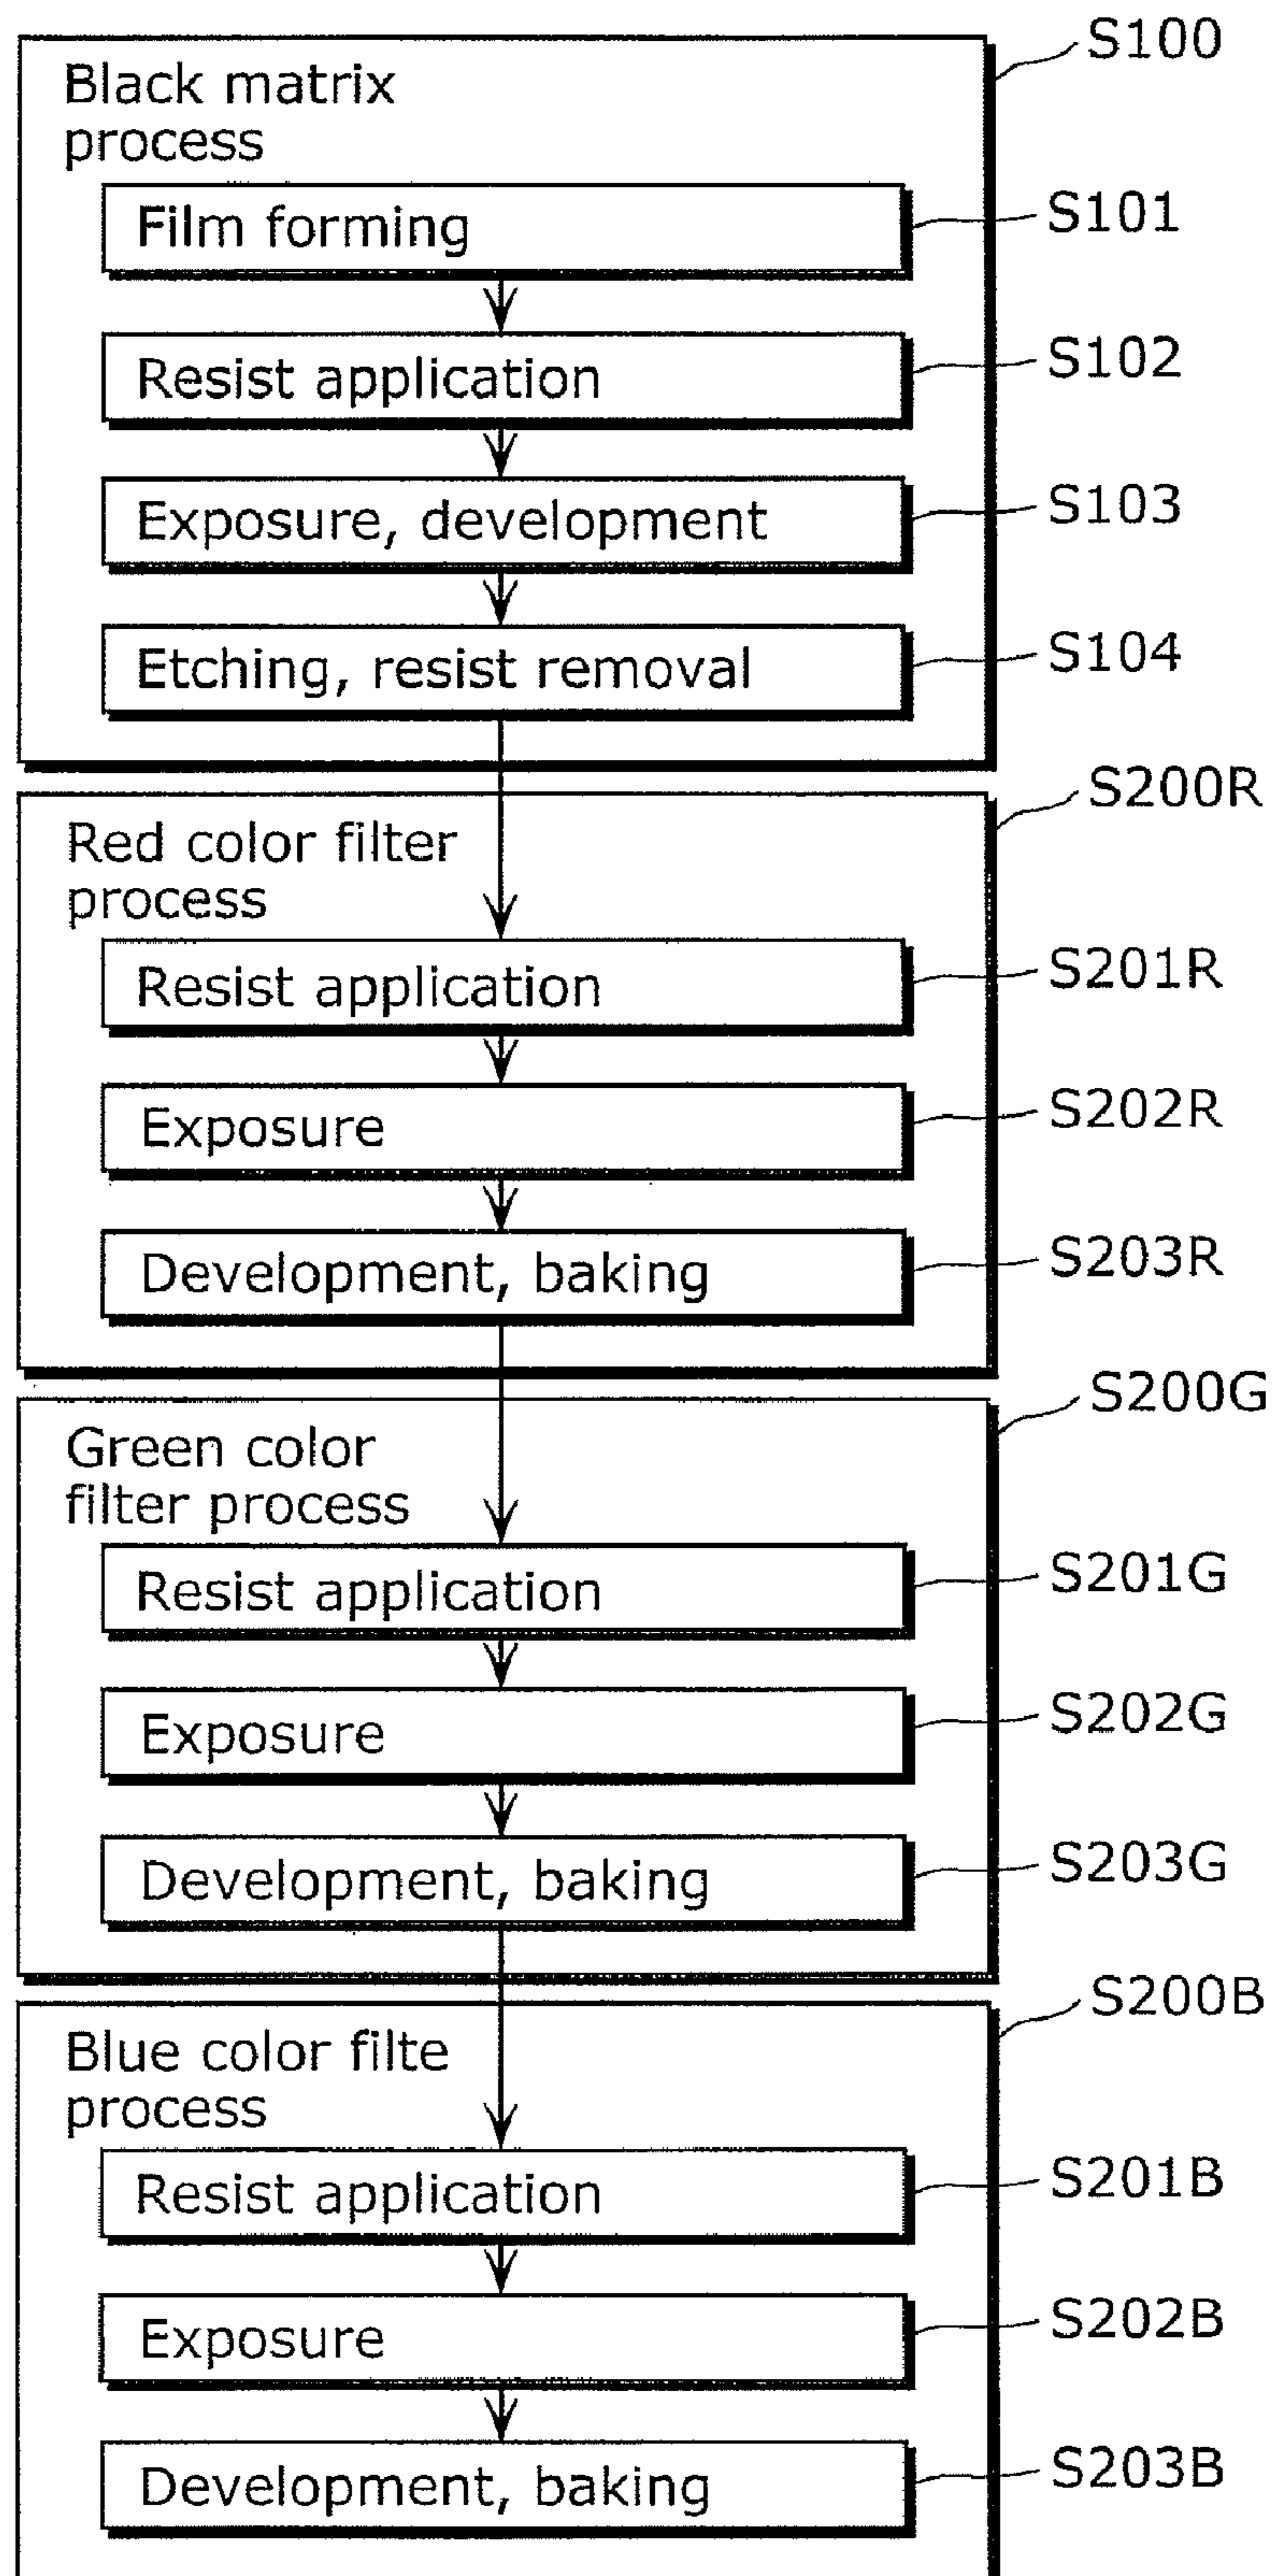 S100
Black matrix
process
Film forming
S101
Resist application
S102
Exposure, development
S103
Etching, resist removal
S104
S200R
Red color filter
process
Resist application
S201R
Exposure
S202R
Development, baking
S203R
S200G
Green color
filter process
Resist application
S201G
Exposure
S202G
Development, baking
S203G
S200B
Blue color filte
process
Resist application
S201B
Exposure
S202B
Development, baking
S203B